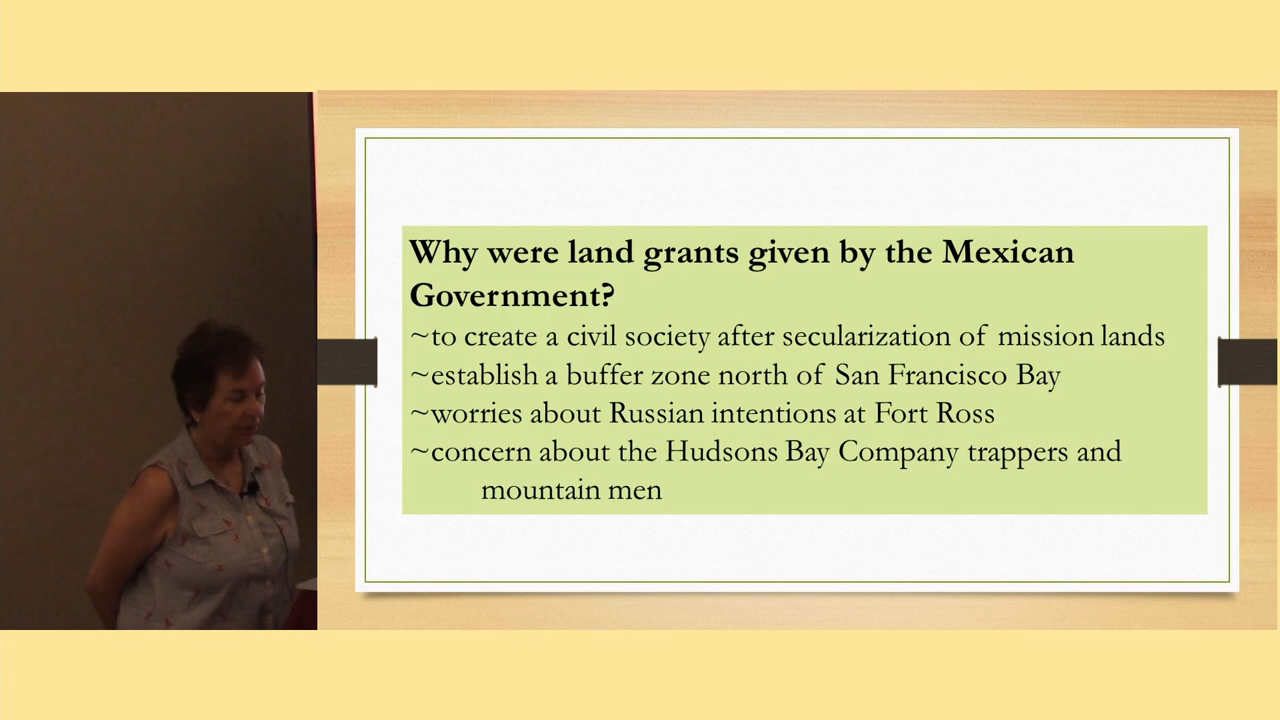 Why were land grants given by the Mexican
Government?
~to create a civil society after secularization of mission lands
~establish a buffer zone north of San Francisco Bay
~worries about Russian intentions at Fort Ross
~concern about the Hudsons Bay Company trappers and
mountain men